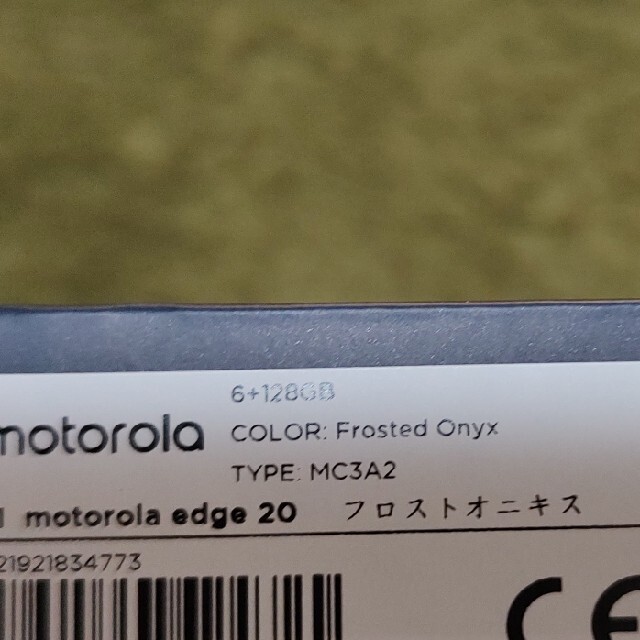 6+128GB
motorola COLOR: Frosted Onyx
TYPE: MC3A2
motorola edge 20 フロストオニキス
21921834773
CE